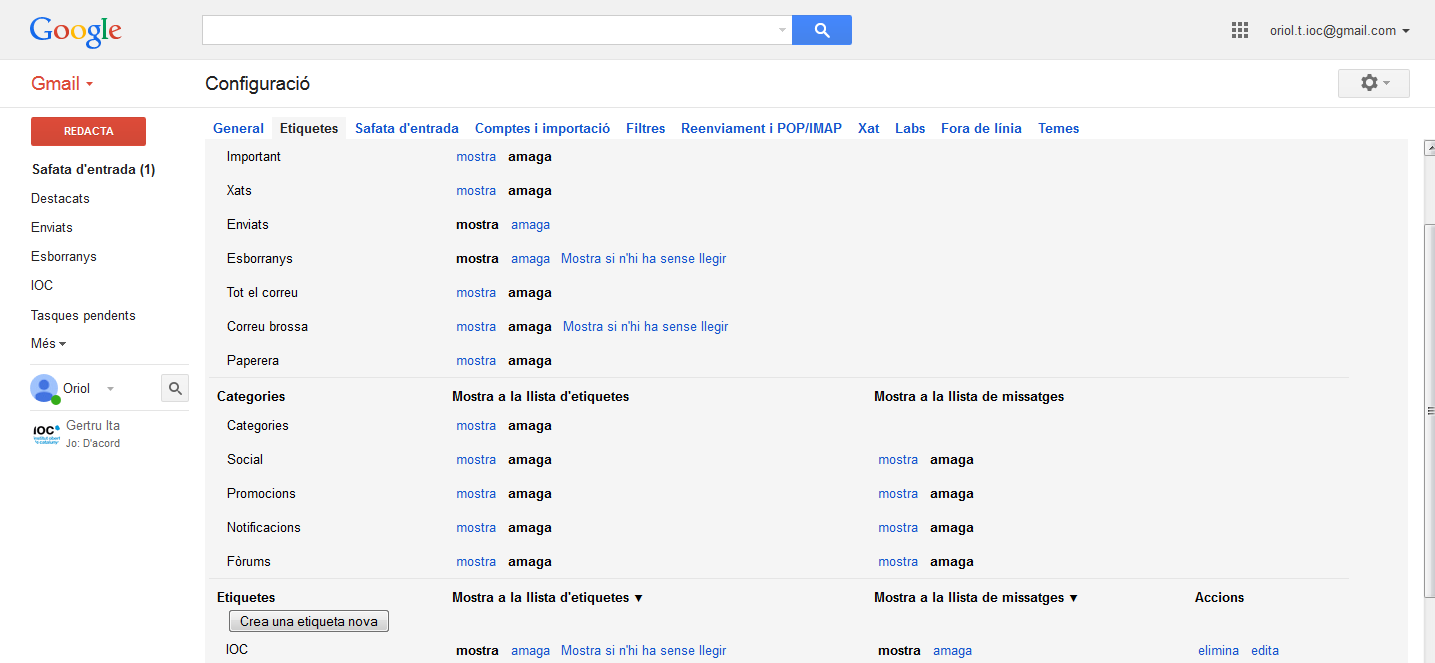 Google
oriol.t.ioc@gmail.com
Gmail
Configuració
REDACTA
General Etiquetes Safata d'entrada Comptes i importació Filtres Reenviament i POP/IMAP Xat Labs Fora de línia Temes
Safata d'entrada (1)
Destacats
Enviats
Esborranys
IOC
Tasques pendents
Més
Oriol
IOC
institut obert
de catalunya
Gertru Ita
Jo: D'acord
Important mostra amaga
Xats mostra amaga
Enviats mostra amaga
Esborranys mostra amaga Mostra si n'hi ha sense llegir
Tot el correu mostra amaga
Correu brossa mostra amaga Mostra si n'hi ha sense llegir
Paperera mostra amaga
Categories Mostra a la llista d'etiquetes Mostra a la llista de missatges
Categories mostra amaga
Social mostra amaga mostra amaga
Promocions mostra amaga mostra amaga
Notificacions mostra amaga mostra amaga
Fòrums mostra amaga mostra amaga
Etiquetes Mostra a la llista d'etiquetes ▼ Mostra a la llista de missatges ▼ Accions
Crea una etiqueta nova
IOC mostra amaga Mostra si n'hi ha sense llegir mostra amaga elimina edita